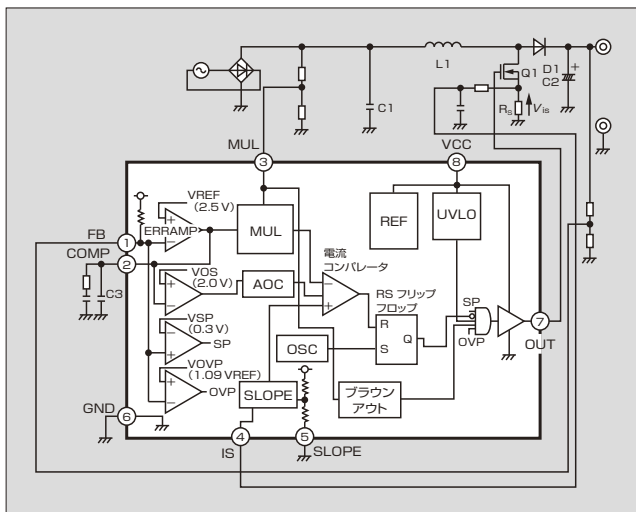 L1
Q1
D1
+
C2
C1
Rs
Vis
MUL
VCC
3
8
VREF
(2.5 V)
ERRAMP
+
−
MUL
REF
UVLO
FB
1
COMP
2
C3
VOS
(2.0 V)
+
−
AOC
電流
コンパレータ
−
−
+
RS フリップ
フロップ
R
S
Q
SP
OVP
7
OUT
VSP
(0.3 V)
+
−
SP
OSC
VOVP
(1.09 VREF)
+
−
OVP
SLOPE
ブラウン
アウト
GND
6
4
IS
5
SLOPE